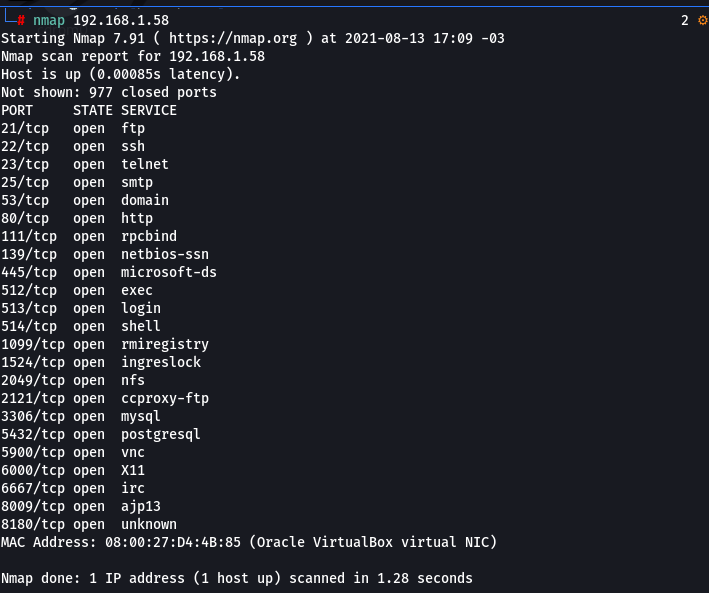 └─# nmap 192.168.1.58 2 ⚙
Starting Nmap 7.91 ( https://nmap.org ) at 2021-08-13 17:09 -03
Nmap scan report for 192.168.1.58
Host is up (0.00085s latency).
Not shown: 977 closed ports
PORT     STATE SERVICE
21/tcp   open  ftp
22/tcp   open  ssh
23/tcp   open  telnet
25/tcp   open  smtp
53/tcp   open  domain
80/tcp   open  http
111/tcp  open  rpcbind
139/tcp  open  netbios-ssn
445/tcp  open  microsoft-ds
512/tcp  open  exec
513/tcp  open  login
514/tcp  open  shell
1099/tcp open  rmiregistry
1524/tcp open  ingreslock
2049/tcp open  nfs
2121/tcp open  ccproxy-ftp
3306/tcp open  mysql
5432/tcp open  postgresql
5900/tcp open  vnc
6000/tcp open  X11
6667/tcp open  irc
8009/tcp open  ajp13
8180/tcp open  unknown
MAC Address: 08:00:27:D4:4B:85 (Oracle VirtualBox virtual NIC)
Nmap done: 1 IP address (1 host up) scanned in 1.28 seconds